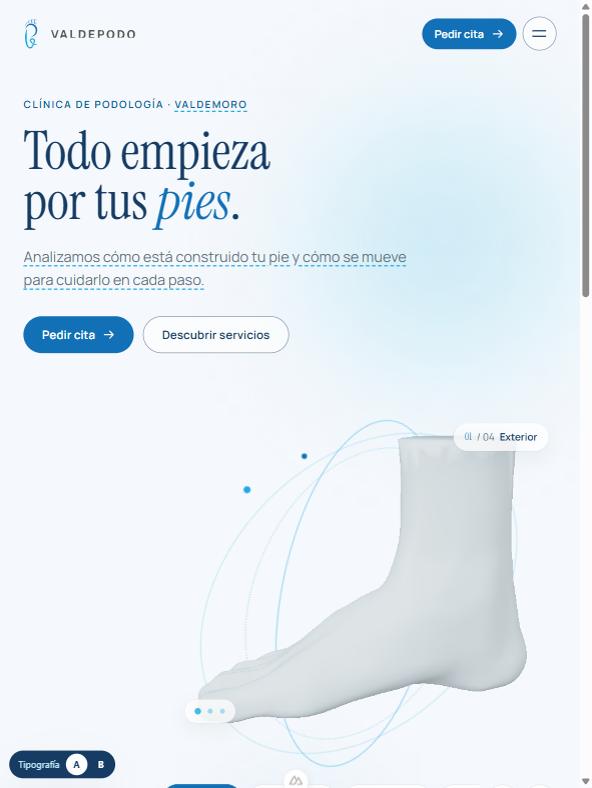 VALDEPODO
Pedir cita →
CLÍNICA DE PODOLOGÍA · VALDEMORO
Todo empieza
por tus pies.
Analizamos cómo está construido tu pie y cómo se mueve
para cuidarlo en cada paso.
Pedir cita →
Descubrir servicios
01 / 04 Exterior
Tipografía A B